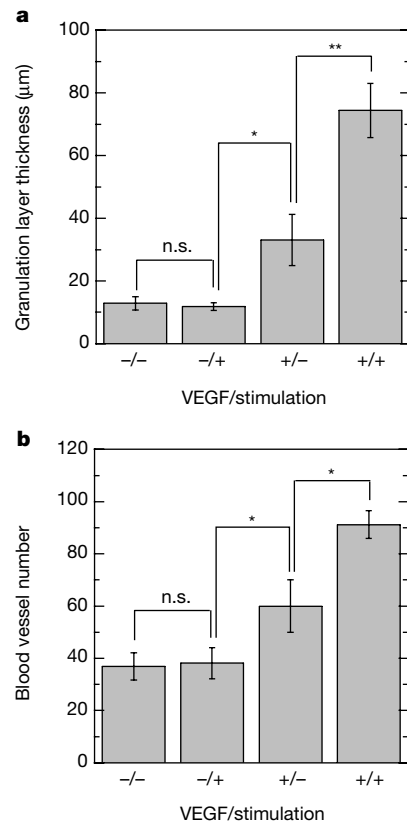 a
Granulation layer thickness (μm)
100
80
60
40
20
0
n.s.
*
**
−/− −/+ +/− +/+
VEGF/stimulation
b
Blood vessel number
120
100
80
60
40
20
0
n.s.
*
*
−/− −/+ +/− +/+
VEGF/stimulation